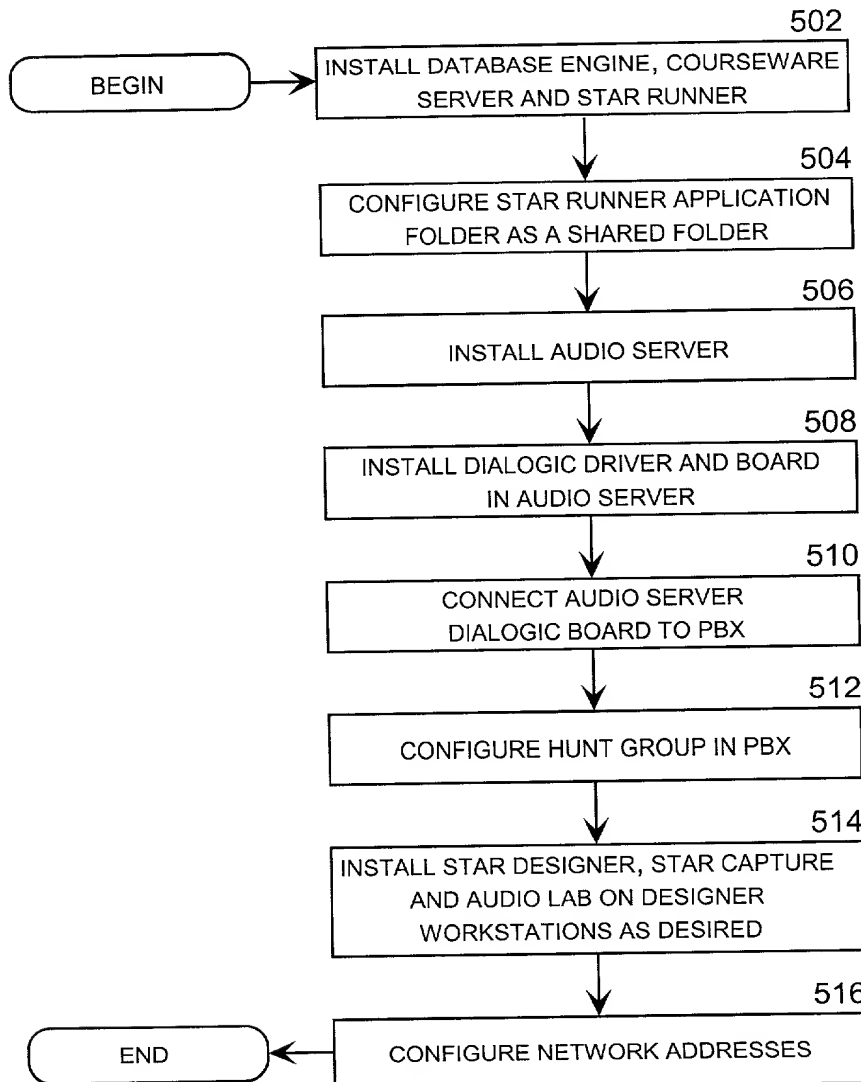 502
BEGIN
INSTALL DATABASE ENGINE, COURSEWARE
SERVER AND STAR RUNNER
504
CONFIGURE STAR RUNNER APPLICATION
FOLDER AS A SHARED FOLDER
506
INSTALL AUDIO SERVER
508
INSTALL DIALOGIC DRIVER AND BOARD
IN AUDIO SERVER
510
CONNECT AUDIO SERVER
DIALOGIC BOARD TO PBX
512
CONFIGURE HUNT GROUP IN PBX
514
INSTALL STAR DESIGNER, STAR CAPTURE
AND AUDIO LAB ON DESIGNER
WORKSTATIONS AS DESIRED
516
END
CONFIGURE NETWORK ADDRESSES